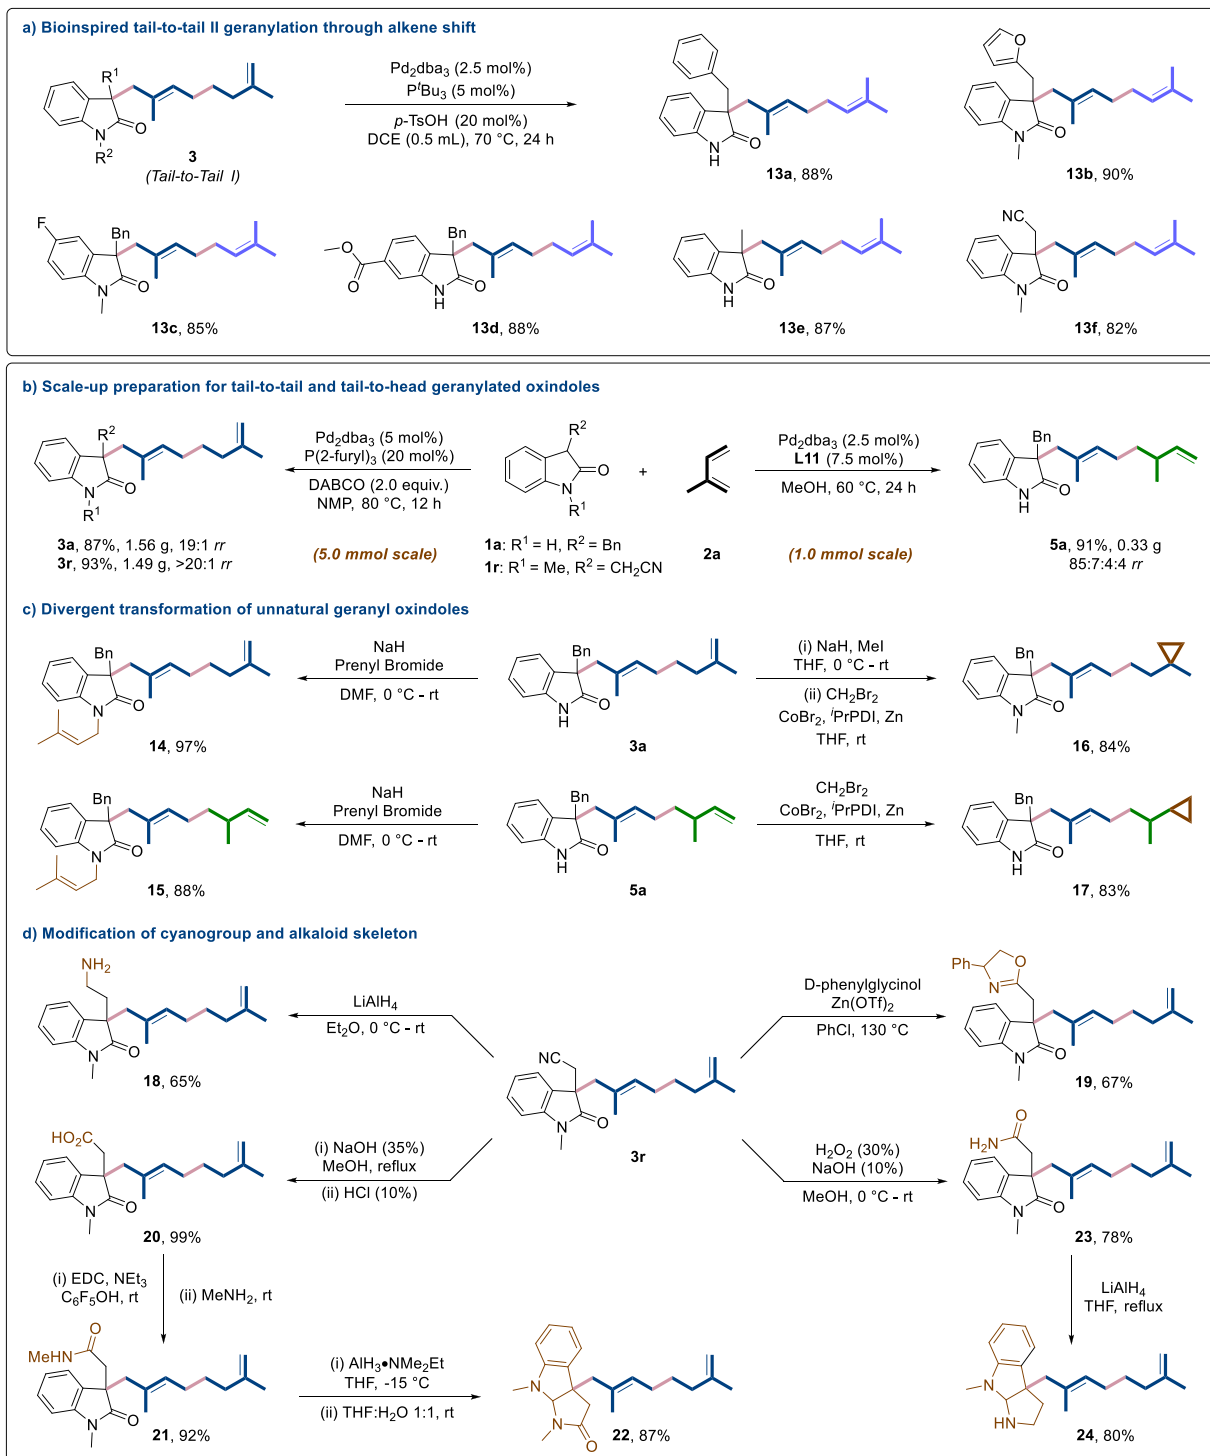 a) Bioinspired tail-to-tail II geranylation through alkene shift
R¹
N
R²
O
3
(Tail-to-Tail I)
Pd₂dba₃ (2.5 mol%)
PᵗBu₃ (5 mol%)
p-TsOH (20 mol%)
DCE (0.5 mL), 70 °C, 24 h
N
H
O
13a, 88%
O
N
O
13b, 90%
F
Bn
N
O
13c, 85%
O
O
Bn
N
H
O
13d, 88%
N
H
O
13e, 87%
NC
N
O
13f, 82%
b) Scale-up preparation for tail-to-tail and tail-to-head geranylated oxindoles
R²
N
R¹
O
3a, 87%, 1.56 g, 19:1 rr
3r, 93%, 1.49 g, >20:1 rr
Pd₂dba₃ (5 mol%)
P(2-furyl)₃ (20 mol%)
DABCO (2.0 equiv.)
NMP, 80 °C, 12 h
(5.0 mmol scale)
R²
N
R¹
O
+
1a: R¹ = H, R² = Bn
1r: R¹ = Me, R² = CH₂CN
2a
Pd₂dba₃ (2.5 mol%)
L11 (7.5 mol%)
MeOH, 60 °C, 24 h
(1.0 mmol scale)
Bn
N
H
O
5a, 91%, 0.33 g
85:7:4:4 rr
c) Divergent transformation of unnatural geranyl oxindoles
Bn
N
O
14, 97%
NaH
Prenyl Bromide
DMF, 0 °C - rt
Bn
N
H
O
3a
(i) NaH, MeI
THF, 0 °C - rt
(ii) CH₂Br₂
CoBr₂, ⁱPrPDI, Zn
THF, rt
Bn
N
O
16, 84%
Bn
N
O
15, 88%
NaH
Prenyl Bromide
DMF, 0 °C - rt
Bn
N
H
O
5a
CH₂Br₂
CoBr₂, ⁱPrPDI, Zn
THF, rt
Bn
N
H
O
17, 83%
d) Modification of cyanogroup and alkaloid skeleton
NH₂
N
O
18, 65%
LiAlH₄
Et₂O, 0 °C - rt
NC
N
O
3r
D-phenylglycinol
Zn(OTf)₂
PhCl, 130 °C
Ph
O
N
N
O
19, 67%
HO₂C
N
O
20, 99%
(i) NaOH (35%)
MeOH, reflux
(ii) HCl (10%)
H₂O₂ (30%)
NaOH (10%)
MeOH, 0 °C - rt
O
H₂N
N
O
23, 78%
(i) EDC, NEt₃
C₆F₅OH, rt
(ii) MeNH₂, rt
LiAlH₄
THF, reflux
O
MeHN
N
O
21, 92%
(i) AlH₃•NMe₂Et
THF, -15 °C
(ii) THF:H₂O 1:1, rt
N
N
O
22, 87%
N
HN
24, 80%